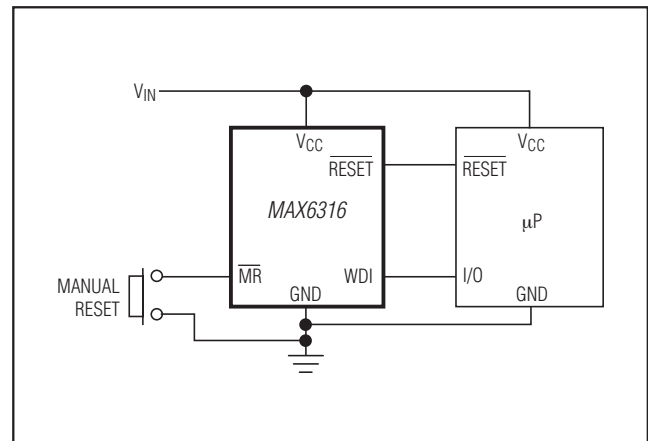 VIN
VCC
RESET
MAX6316
MR
WDI
GND
VCC
RESET
μP
I/O
GND
MANUAL
RESET